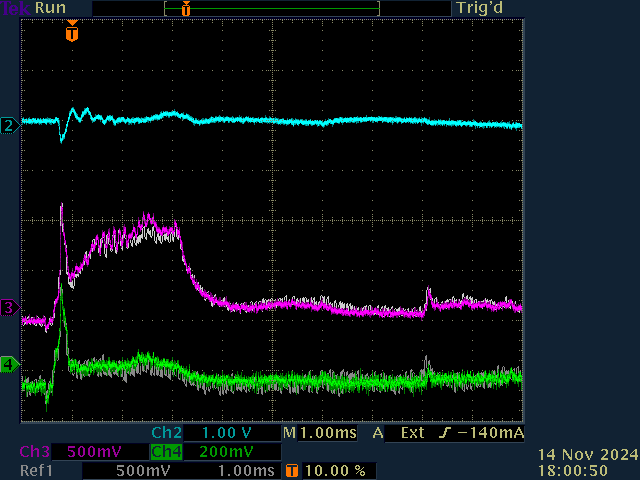 Tek Run Trig'd
T
T
2
3
4
Ch2 1.00 V M 1.00ms A Ext ∫ −140mA
Ch3 500mV Ch4 200mV
Ref1 500mV 1.00ms T 10.00 %
14 Nov 2024
18:00:50